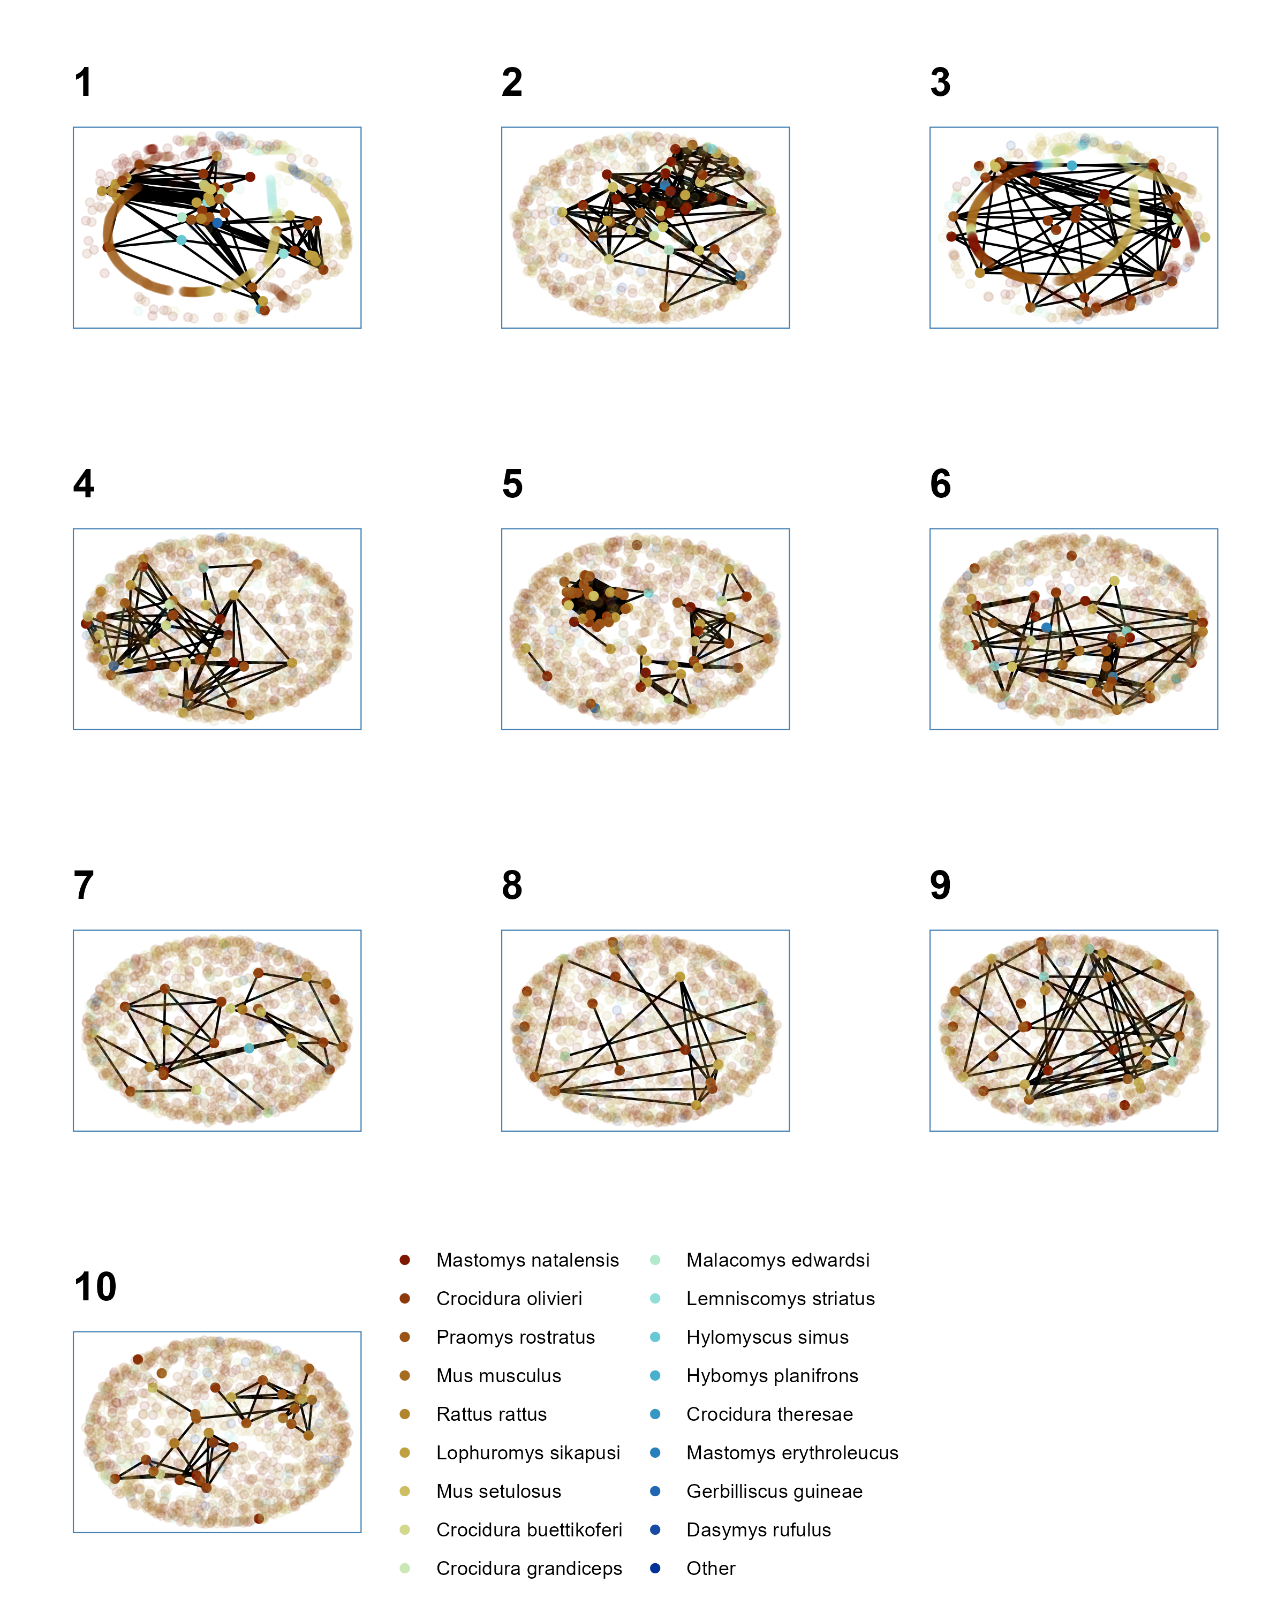 1
2
3
4
5
6
7
8
9
10
Mastomys natalensis
Crocidura olivieri
Praomys rostratus
Mus musculus
Rattus rattus
Lophuromys sikapusi
Mus setulosus
Crocidura buettikoferi
Crocidura grandiceps
Malacomys edwardsi
Lemniscomys striatus
Hylomyscus simus
Hybomys planifrons
Crocidura theresae
Mastomys erythroleucus
Gerbilliscus guineae
Dasymys rufulus
Other